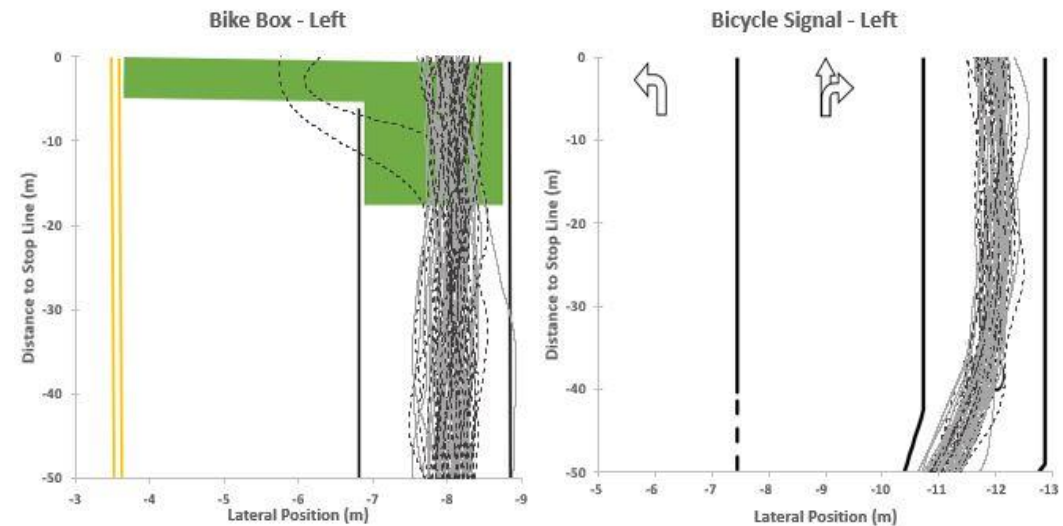 Bike Box - Left
0
-10
-20
-30
-40
-50
Distance to Stop Line (m)
-3 -4 -5 -6 -7 -8 -9
Lateral Position (m)
Bicycle Signal - Left
0
-10
-20
-30
-40
-50
Distance to Stop Line (m)
-5 -6 -7 -8 -9 -10 -11 -12 -13
Lateral Position (m)